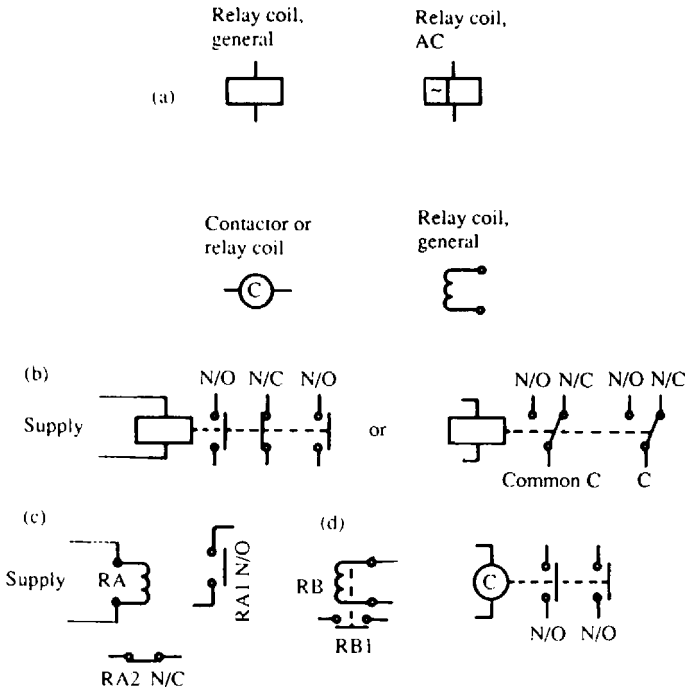 Relay coil,
general
Relay coil,
AC
(a)
~
Contactor or
relay coil
C
Relay coil,
general
(b)
N/O N/C N/O
Supply
or
N/O N/C N/O N/C
Common C
C
(c)
Supply
RA
RA1 N/O
RA2 N/C
(d)
RB
RB1
C
N/O N/O